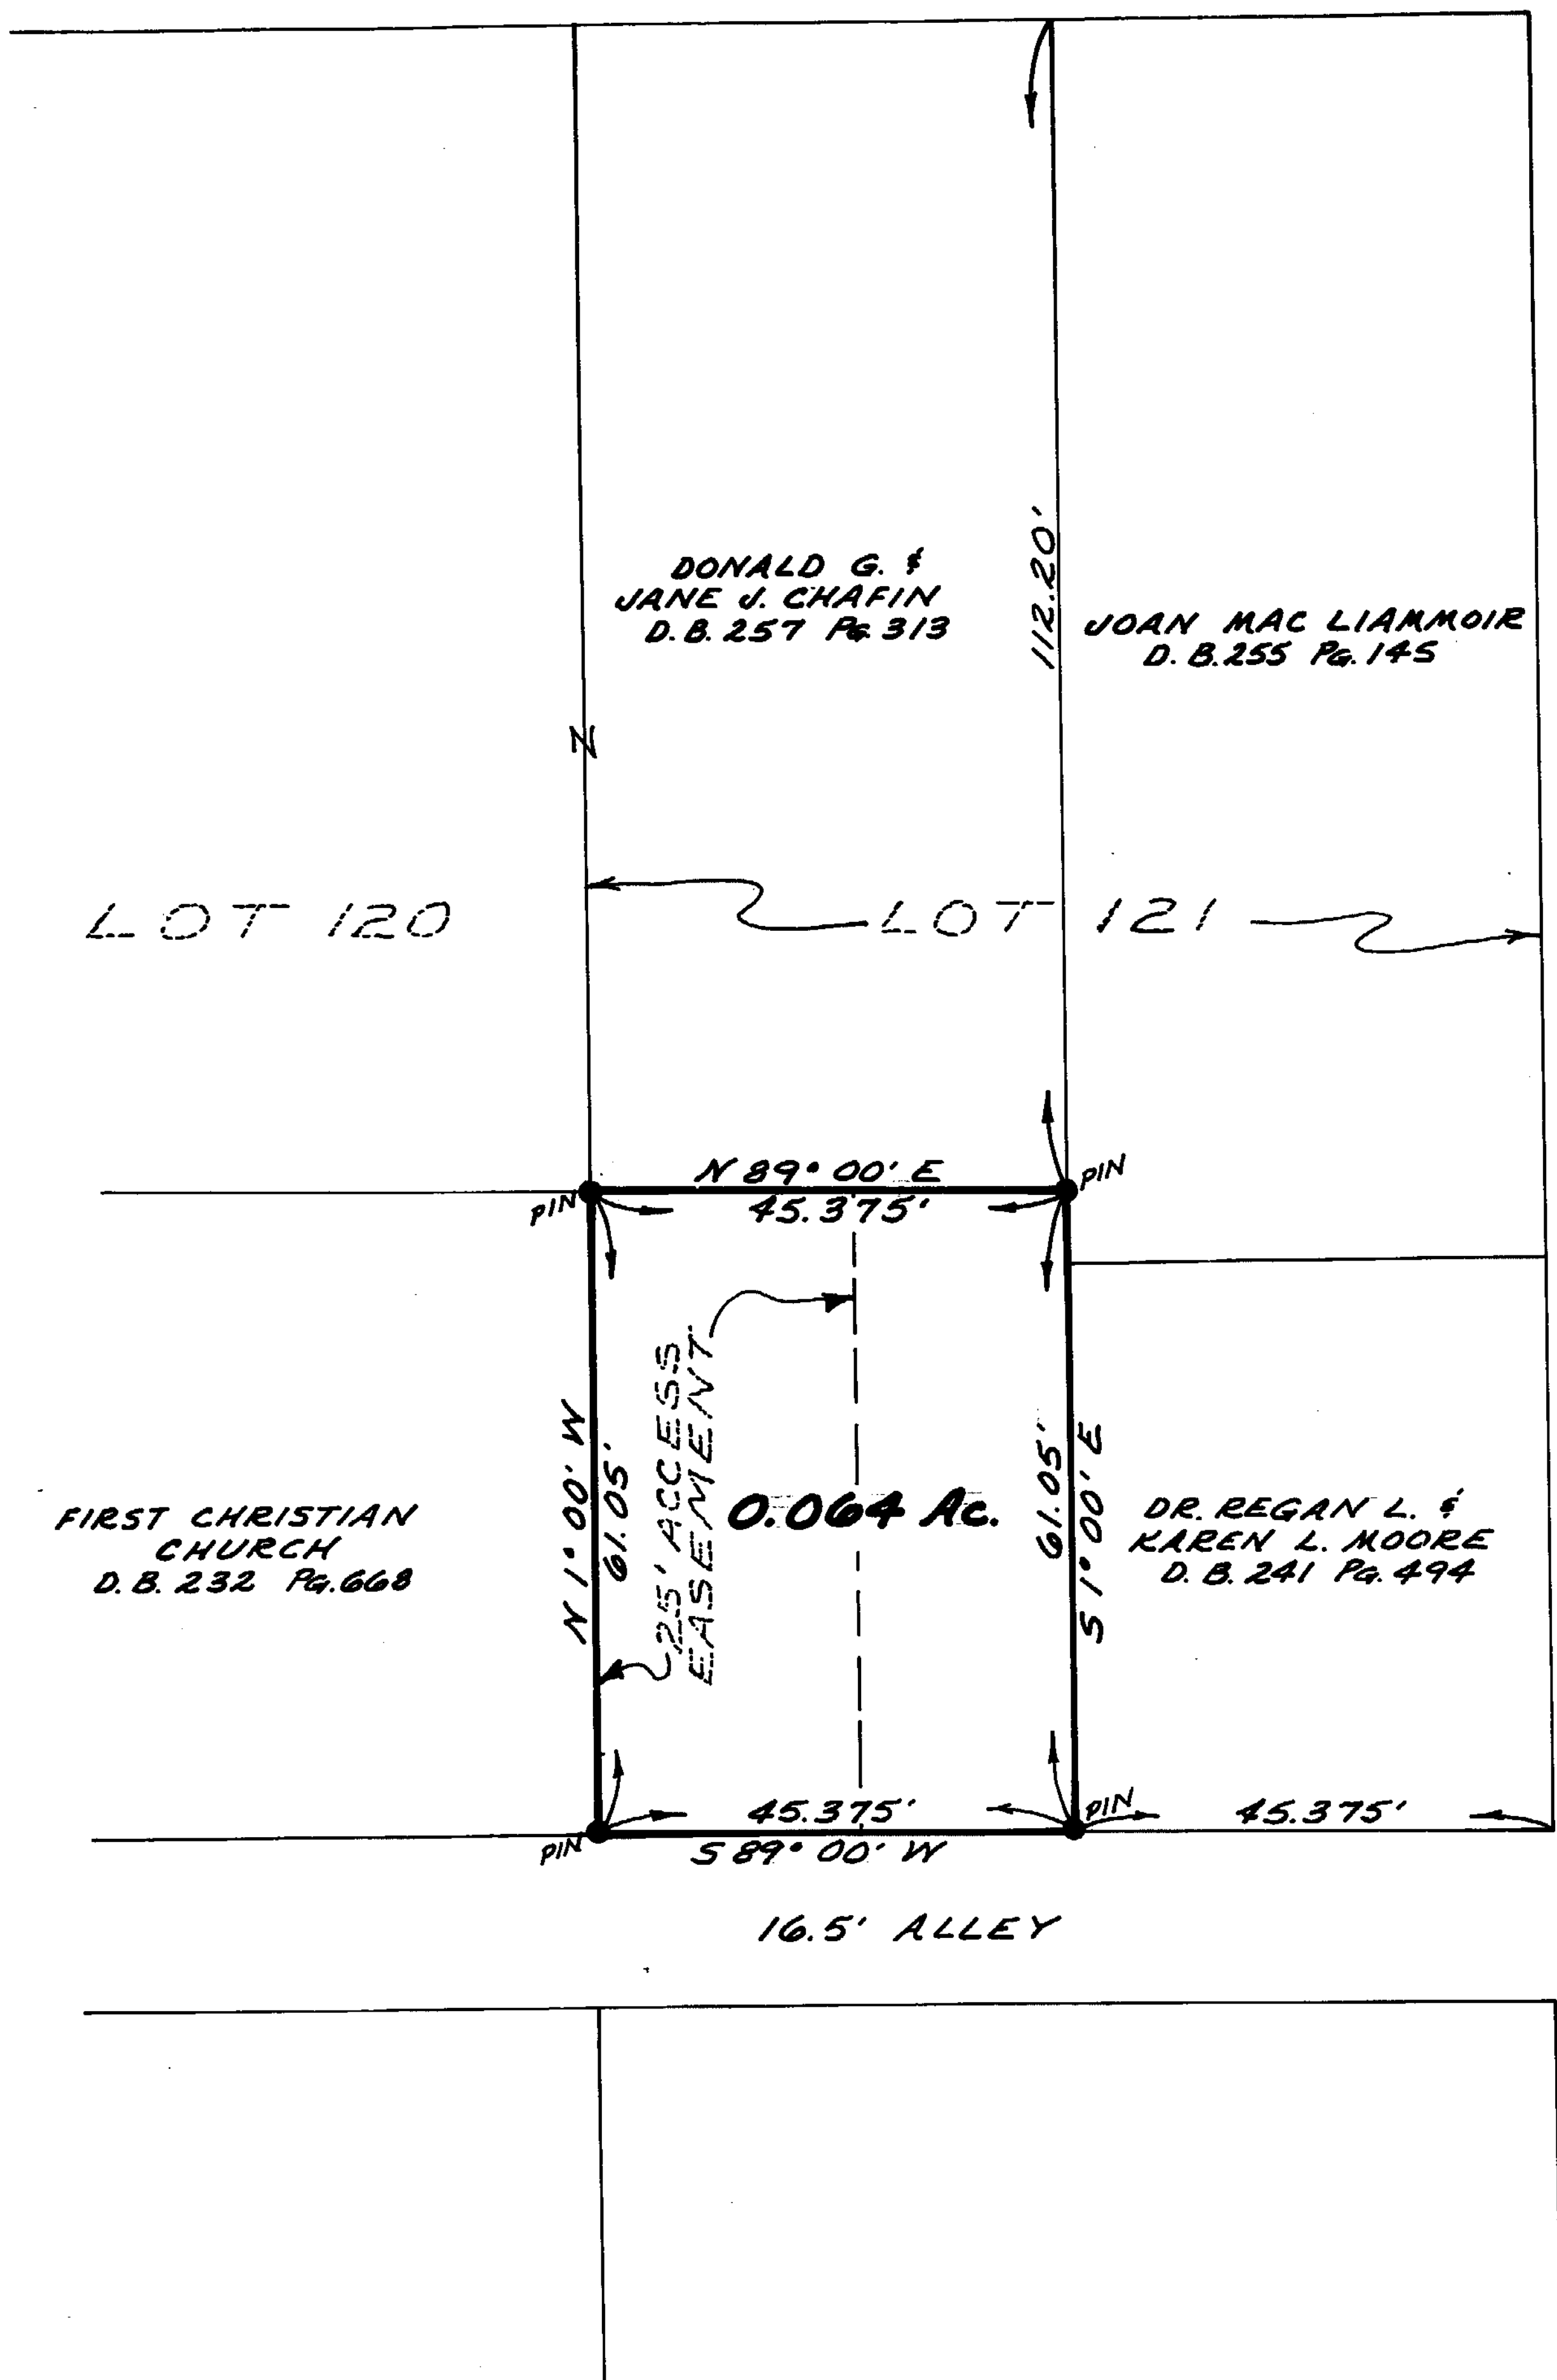 DONALD G. &
JANE J. CHAFIN
D. B. 257 PG. 313
112.20'
JOAN MAC LIAMMOIR
D. B. 255 PG. 145
Z
LOT 120
LOT 121
N 89° 00' E
45.375'
PIN
PIN
N 1° 00' W
61.05'
25' ACCESS
EASEMENT
0.064 Ac.
61.05'
S 1° 00' E
FIRST CHRISTIAN
CHURCH
D. B. 232 PG. 668
DR. REGAN L. &
KAREN L. MOORE
D. B. 241 PG. 494
PIN
45.375'
S 89° 00' W
PIN
45.375'
16.5' ALLEY